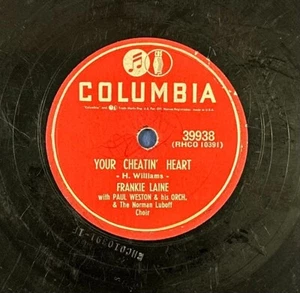 COLUMBIA
39938
(RHCO 10391)
YOUR CHEATIN' HEART
- H. Williams -
FRANKIE LAINE
with PAUL WESTON & his ORCH.
& The Norman Luboff
Choir